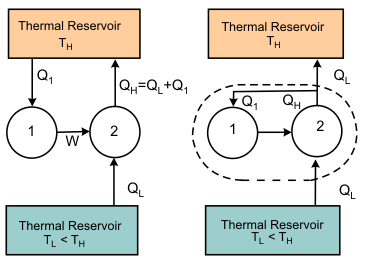 Thermal Reservoir
T_H
Thermal Reservoir
T_H
Q_1
Q_H=Q_L+Q_1
Q_L
1
W
2
Q_1
Q_H
1
2
Q_L
Q_L
Thermal Reservoir
T_L < T_H
Thermal Reservoir
T_L < T_H